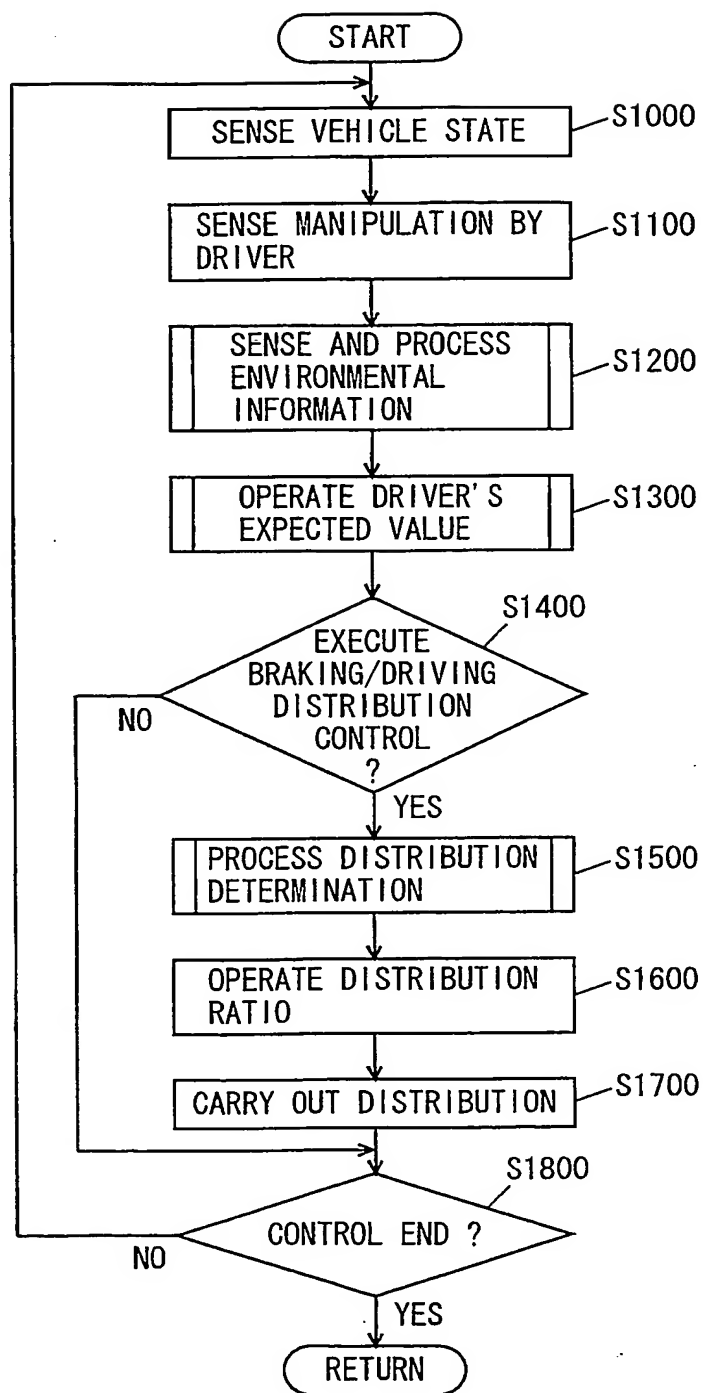 START
SENSE VEHICLE STATE
S1000
SENSE MANIPULATION BY
DRIVER
S1100
SENSE AND PROCESS
ENVIRONMENTAL
INFORMATION
S1200
OPERATE DRIVER'S
EXPECTED VALUE
S1300
S1400
EXECUTE
BRAKING/DRIVING
DISTRIBUTION
CONTROL
?
NO
YES
PROCESS DISTRIBUTION
DETERMINATION
S1500
OPERATE DISTRIBUTION
RATIO
S1600
CARRY OUT DISTRIBUTION
S1700
S1800
CONTROL END ?
NO
YES
RETURN